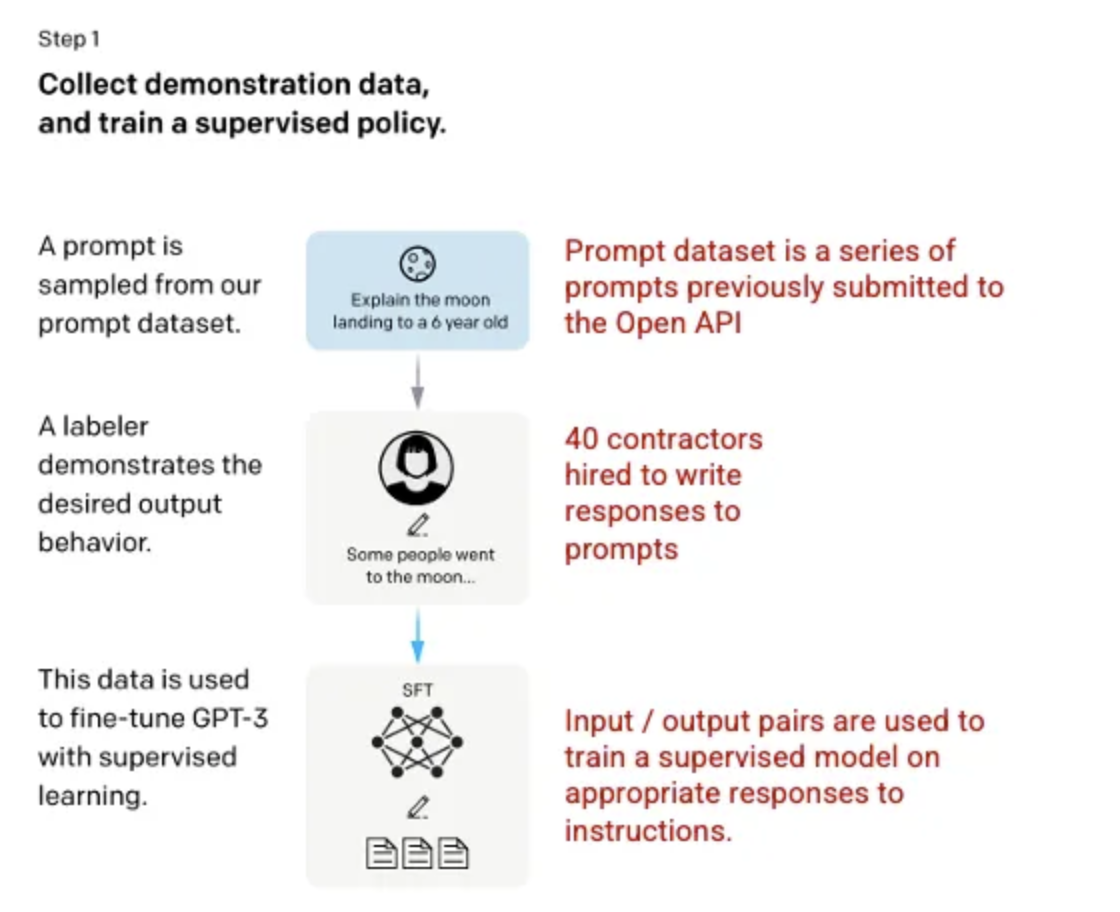 Step 1
Collect demonstration data,
and train a supervised policy.
A prompt is
sampled from our
prompt dataset.
Explain the moon
landing to a 6 year old
Prompt dataset is a series of
prompts previously submitted to
the Open API
A labeler
demonstrates the
desired output
behavior.
Some people went
to the moon...
40 contractors
hired to write
responses to
prompts
This data is used
to fine-tune GPT-3
with supervised
learning.
SFT
Input / output pairs are used to
train a supervised model on
appropriate responses to
instructions.